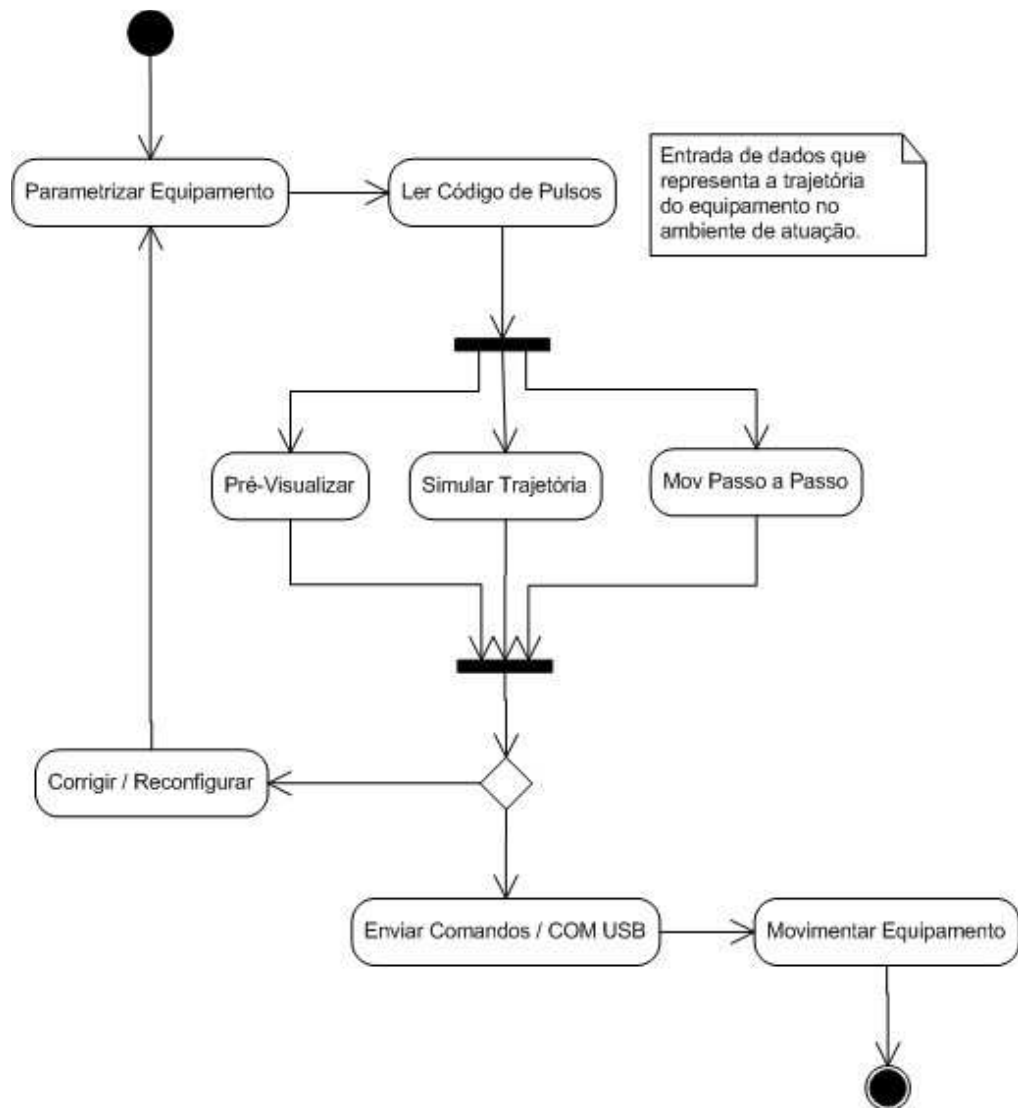 Parametrizar Equipamento
Ler Código de Pulsos
Entrada de dados que
representa a trajetória
do equipamento no
ambiente de atuação.
Pré-Visualizar
Simular Trajetória
Mov Passo a Passo
Corrigir / Reconfigurar
Enviar Comandos / COM USB
Movimentar Equipamento